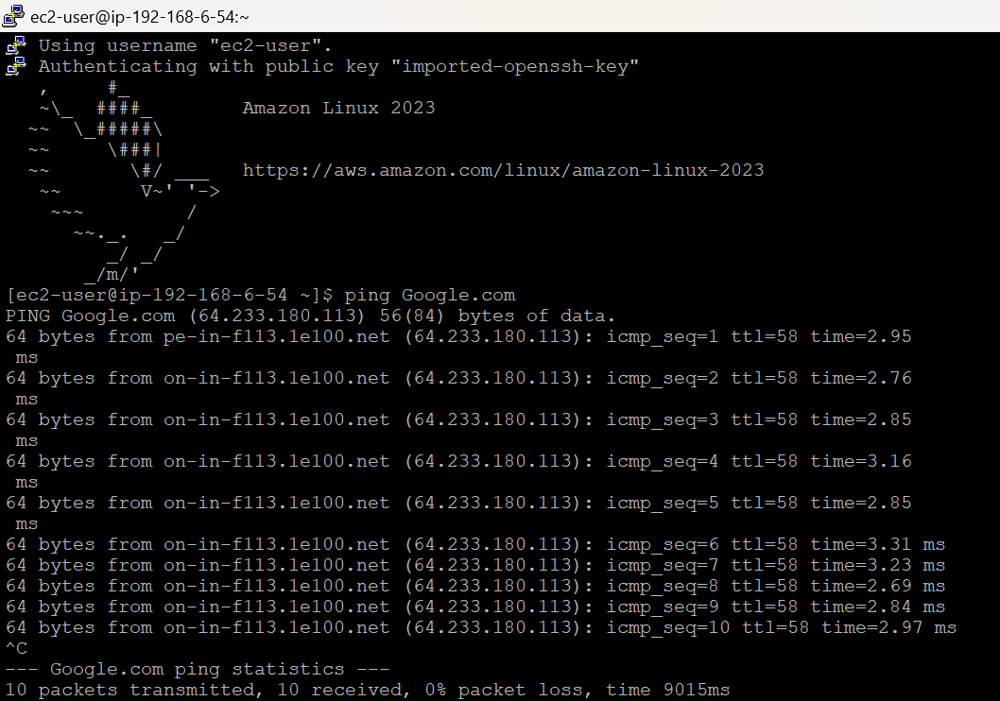 ec2-user@ip-192-168-6-54:~
Using username "ec2-user".
Authenticating with public key "imported-openssh-key"
   ,     #_
   ~\_  ####_        Amazon Linux 2023
  ~~  \_#####\
  ~~     \###|
  ~~       \#/ ___   https://aws.amazon.com/linux/amazon-linux-2023
   ~~       V~' '->
    ~~~         /
      ~~._.   _/
         _/ _/
       _/m/'
[ec2-user@ip-192-168-6-54 ~]$ ping Google.com
PING Google.com (64.233.180.113) 56(84) bytes of data.
64 bytes from pe-in-f113.1e100.net (64.233.180.113): icmp_seq=1 ttl=58 time=2.95
 ms
64 bytes from on-in-f113.1e100.net (64.233.180.113): icmp_seq=2 ttl=58 time=2.76
 ms
64 bytes from on-in-f113.1e100.net (64.233.180.113): icmp_seq=3 ttl=58 time=2.85
 ms
64 bytes from on-in-f113.1e100.net (64.233.180.113): icmp_seq=4 ttl=58 time=3.16
 ms
64 bytes from on-in-f113.1e100.net (64.233.180.113): icmp_seq=5 ttl=58 time=2.85
 ms
64 bytes from on-in-f113.1e100.net (64.233.180.113): icmp_seq=6 ttl=58 time=3.31 ms
64 bytes from on-in-f113.1e100.net (64.233.180.113): icmp_seq=7 ttl=58 time=3.23 ms
64 bytes from on-in-f113.1e100.net (64.233.180.113): icmp_seq=8 ttl=58 time=2.69 ms
64 bytes from on-in-f113.1e100.net (64.233.180.113): icmp_seq=9 ttl=58 time=2.84 ms
64 bytes from on-in-f113.1e100.net (64.233.180.113): icmp_seq=10 ttl=58 time=2.97 ms
^C
--- Google.com ping statistics ---
10 packets transmitted, 10 received, 0% packet loss, time 9015ms